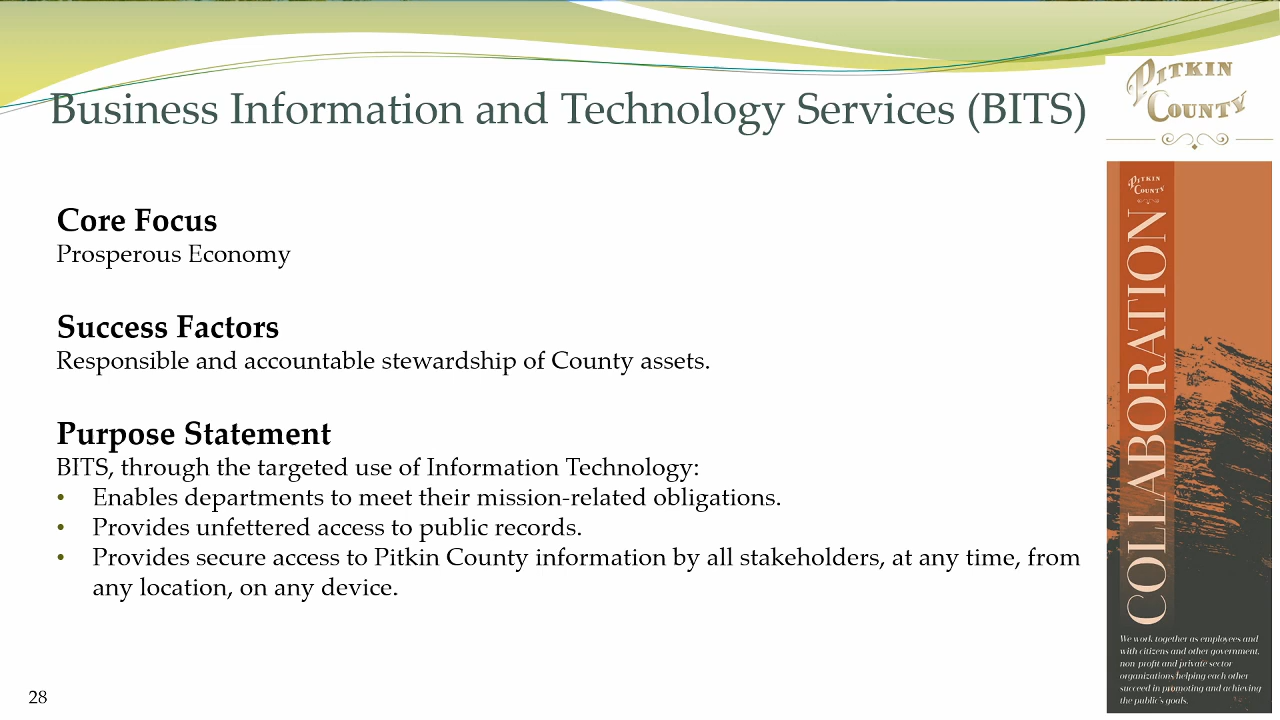 Business Information and Technology Services (BITS)
PITKIN
COUNTY
Core Focus
Prosperous Economy
Success Factors
Responsible and accountable stewardship of County assets.
Purpose Statement
BITS, through the targeted use of Information Technology:
• Enables departments to meet their mission-related obligations.
• Provides unfettered access to public records.
• Provides secure access to Pitkin County information by all stakeholders, at any time, from
any location, on any device.
28
PITKIN
COUNTY
COLLABORATION
We work together as employees and
with citizens and other government,
non-profit and private sector
organizations helping each other
succeed in promoting and achieving
the public's goals.